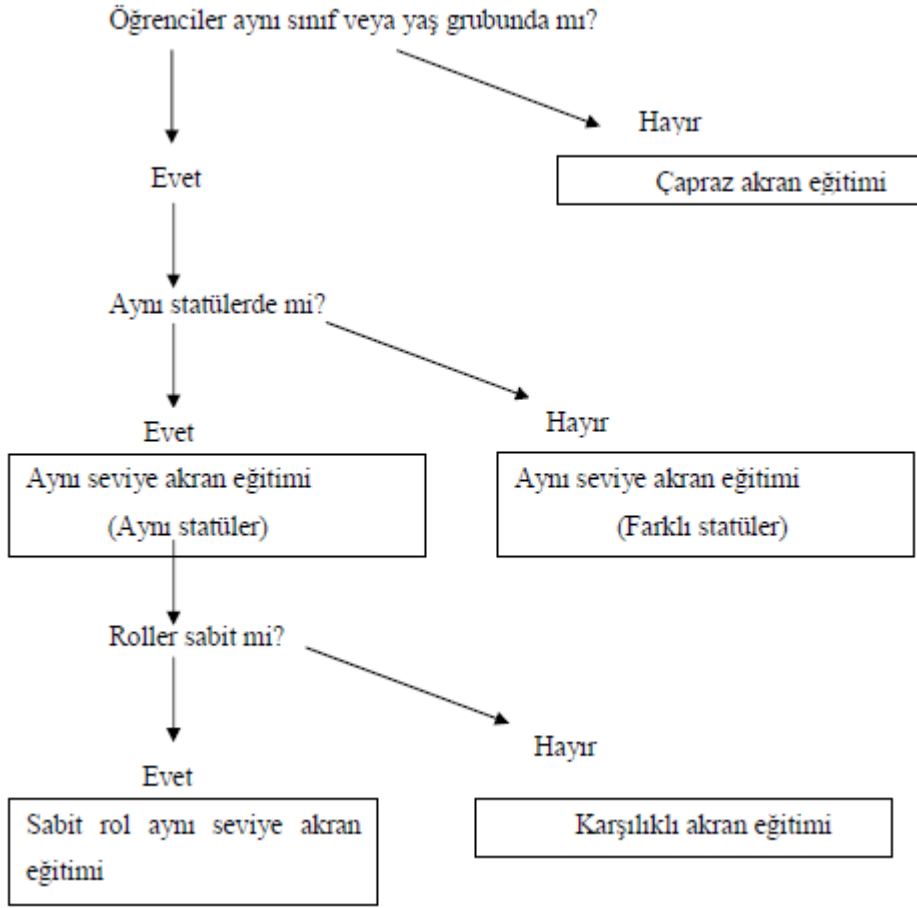 Öğrenciler aynı sınıf veya yaş grubunda mı?
Hayır
Çapraz akran eğitimi
Evet
Aynı statülerde mi?
Hayır
Evet
Aynı seviye akran eğitimi
(Aynı statüler)
Aynı seviye akran eğitimi
(Farklı statüler)
Roller sabit mi?
Hayır
Evet
Sabit rol aynı seviye akran
eğitimi
Karşılıklı akran eğitimi